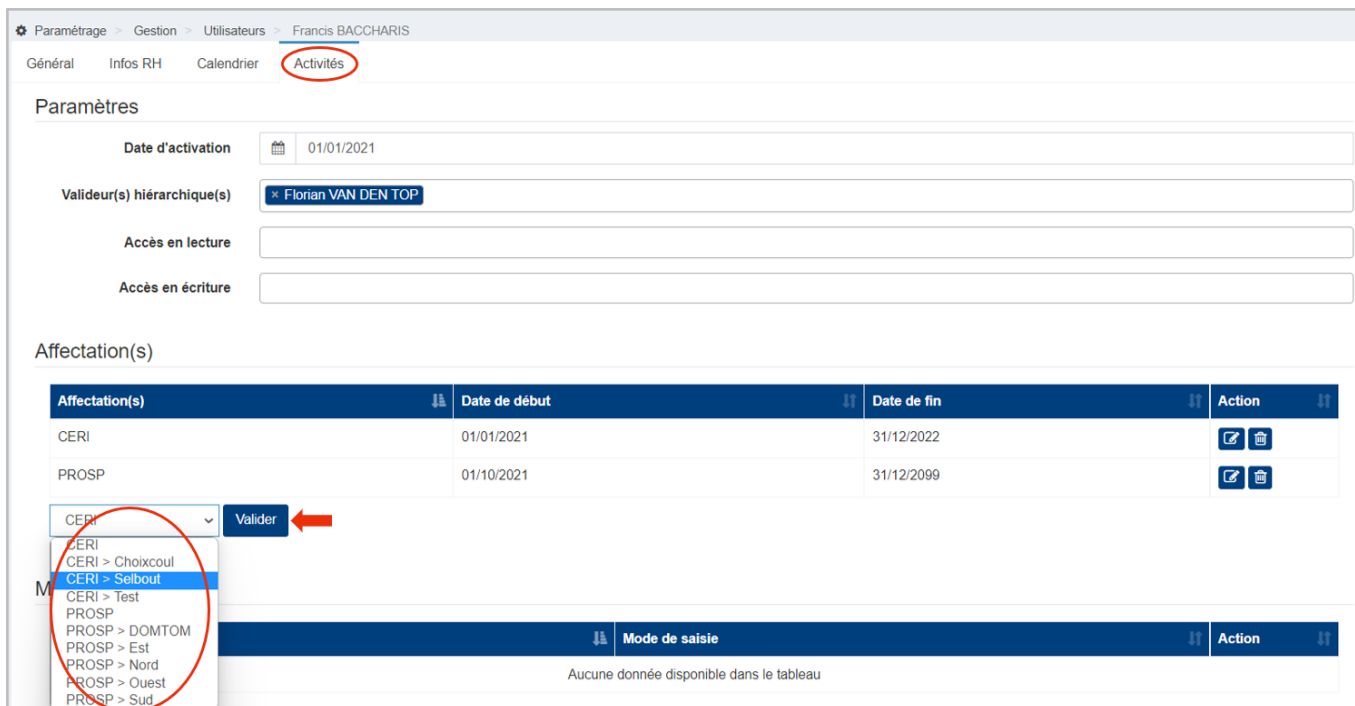 Paramétrage > Gestion > Utilisateurs > Francis BACCHARIS
Général Infos RH Calendrier Activités
Paramètres
Date d'activation 01/01/2021
Valideur(s) hiérarchique(s) × Florian VAN DEN TOP
Accès en lecture
Accès en écriture
Affectation(s)
Affectation(s) Date de début Date de fin Action
CERI 01/01/2021 31/12/2022
PROSP 01/10/2021 31/12/2099
CERI Valider
CERI
CERI > Choixcoul
CERI > Selbout
M
CERI > Test
PROSP
PROSP > DOMTOM
Mode de saisie Action
PROSP > Est
PROSP > Nord
Aucune donnée disponible dans le tableau
PROSP > Ouest
PROSP > Sud